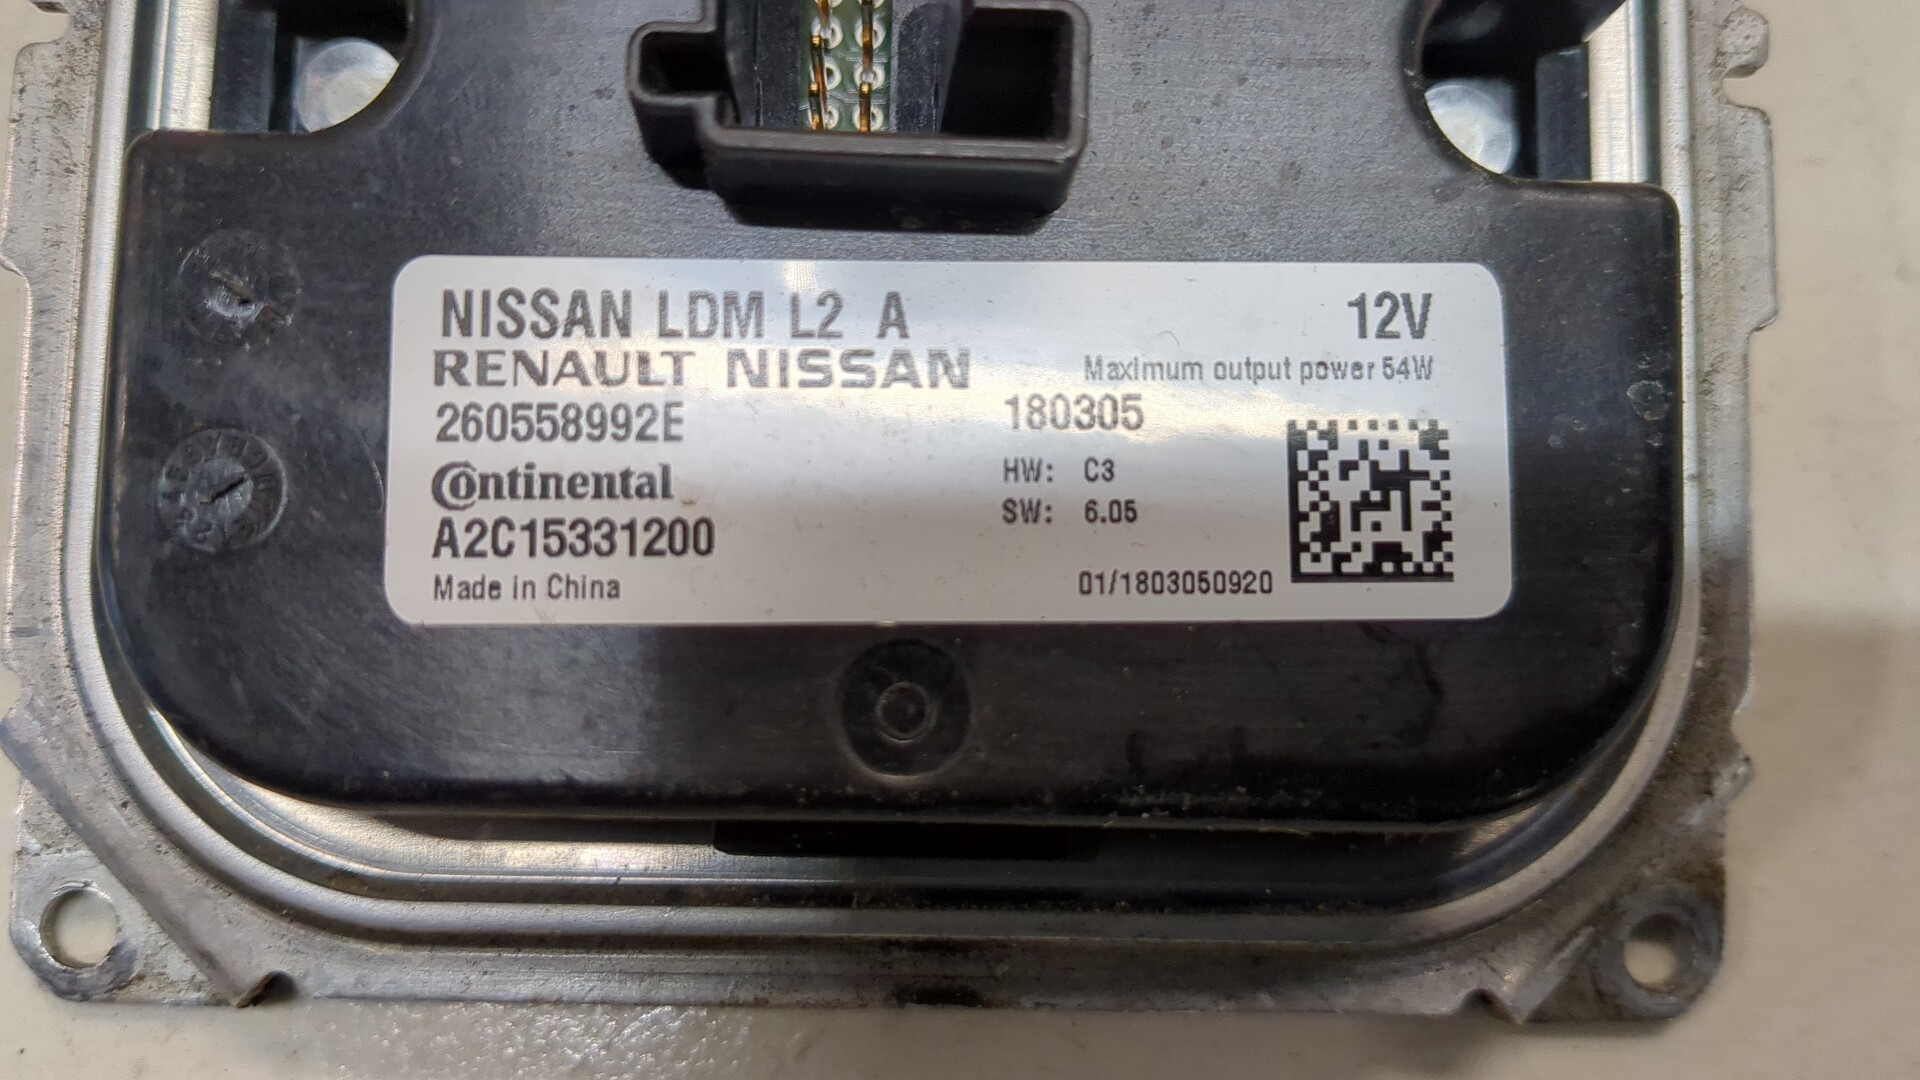 NISSAN LDM L2 A 12V
RENAULT NISSAN Maximum output power 54W
260558992E 180305
Continental HW: C3
A2C15331200 SW: 6.05
Made in China 01/1803050920